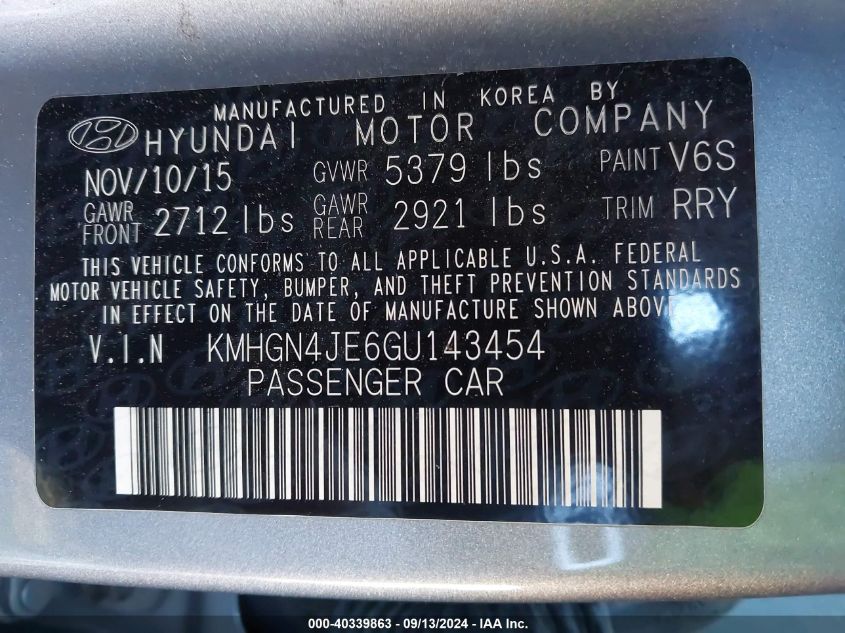 MANUFACTURED IN KOREA BY
HYUNDAI MOTOR COMPANY
NOV/10/15 GVWR 5379 lbs PAINT V6S
GAWR FRONT 2712 lbs GAWR REAR 2921 lbs TRIM RRY
THIS VEHICLE CONFORMS TO ALL APPLICABLE U.S.A. FEDERAL
MOTOR VEHICLE SAFETY, BUMPER, AND THEFT PREVENTION STANDARDS
IN EFFECT ON THE DATE OF MANUFACTURE SHOWN ABOVE.
V.I.N KMHGN4JE6GU143454
PASSENGER CAR
000-40339863 - 09/13/2024 - IAA Inc.